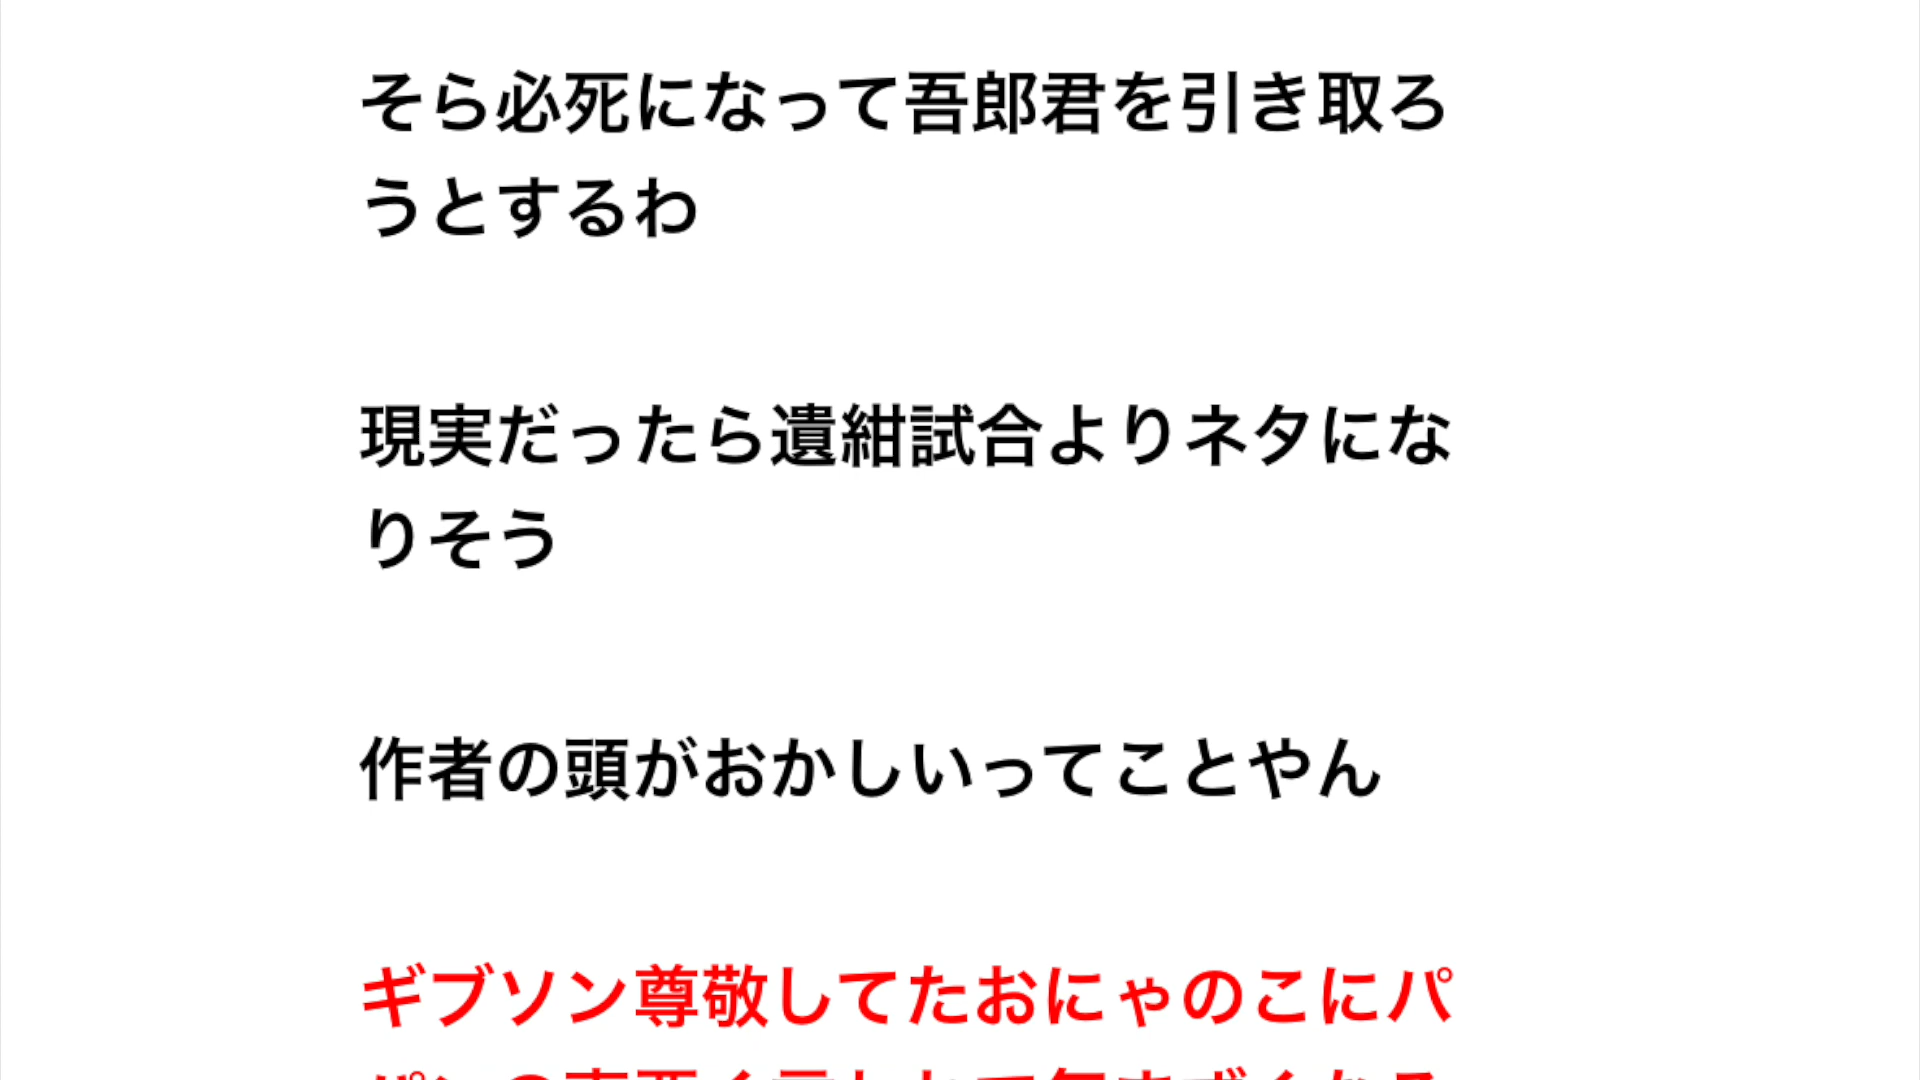 そら必死になって吾郎君を引き取ろ
うとするわ
現実だったら遺紺試合よりネタにな
りそう
作者の頭がおかしいってことやん
ギブソン尊敬してたおにゃのこにパ